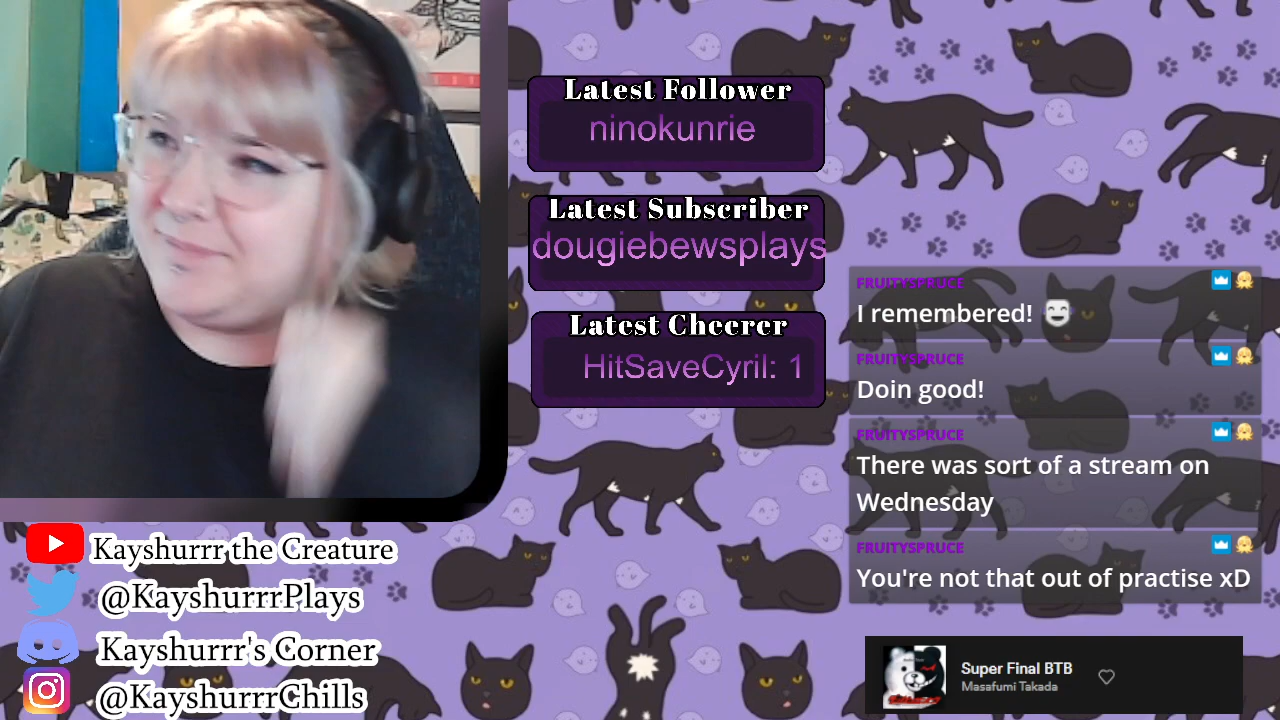 Latest Follower
ninokunrie
Latest Subscriber
dougiebewsplays
Latest Cheerer
HitSaveCyril: 1
FRUITYSPRUCE
I remembered!
FRUITYSPRUCE
Doin good!
FRUITYSPRUCE
There was sort of a stream on
Wednesday
FRUITYSPRUCE
You're not that out of practise xD
Kayshurrr the Creature
@KayshurrrPlays
Kayshurrr's Corner
@KayshurrrChills
Super Final BTB
Masafumi Takada